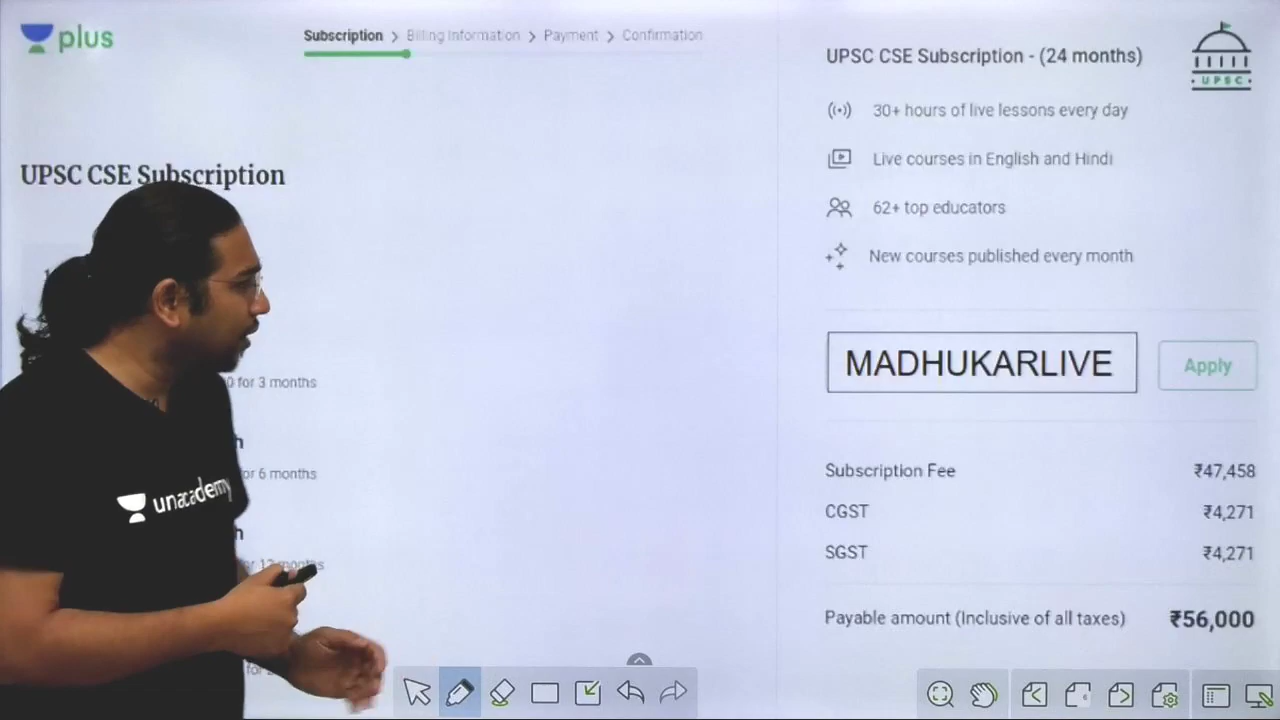 plus
Subscription > Billing Information > Payment > Confirmation
UPSC CSE Subscription - (24 months)
UPSC
30+ hours of live lessons every day
Live courses in English and Hindi
62+ top educators
New courses published every month
UPSC CSE Subscription
for 3 months
for 6 months
for 12 months
unacademy
MADHUKARLIVE
Apply
Subscription Fee ₹47,458
CGST ₹4,271
SGST ₹4,271
Payable amount (Inclusive of all taxes) ₹56,000